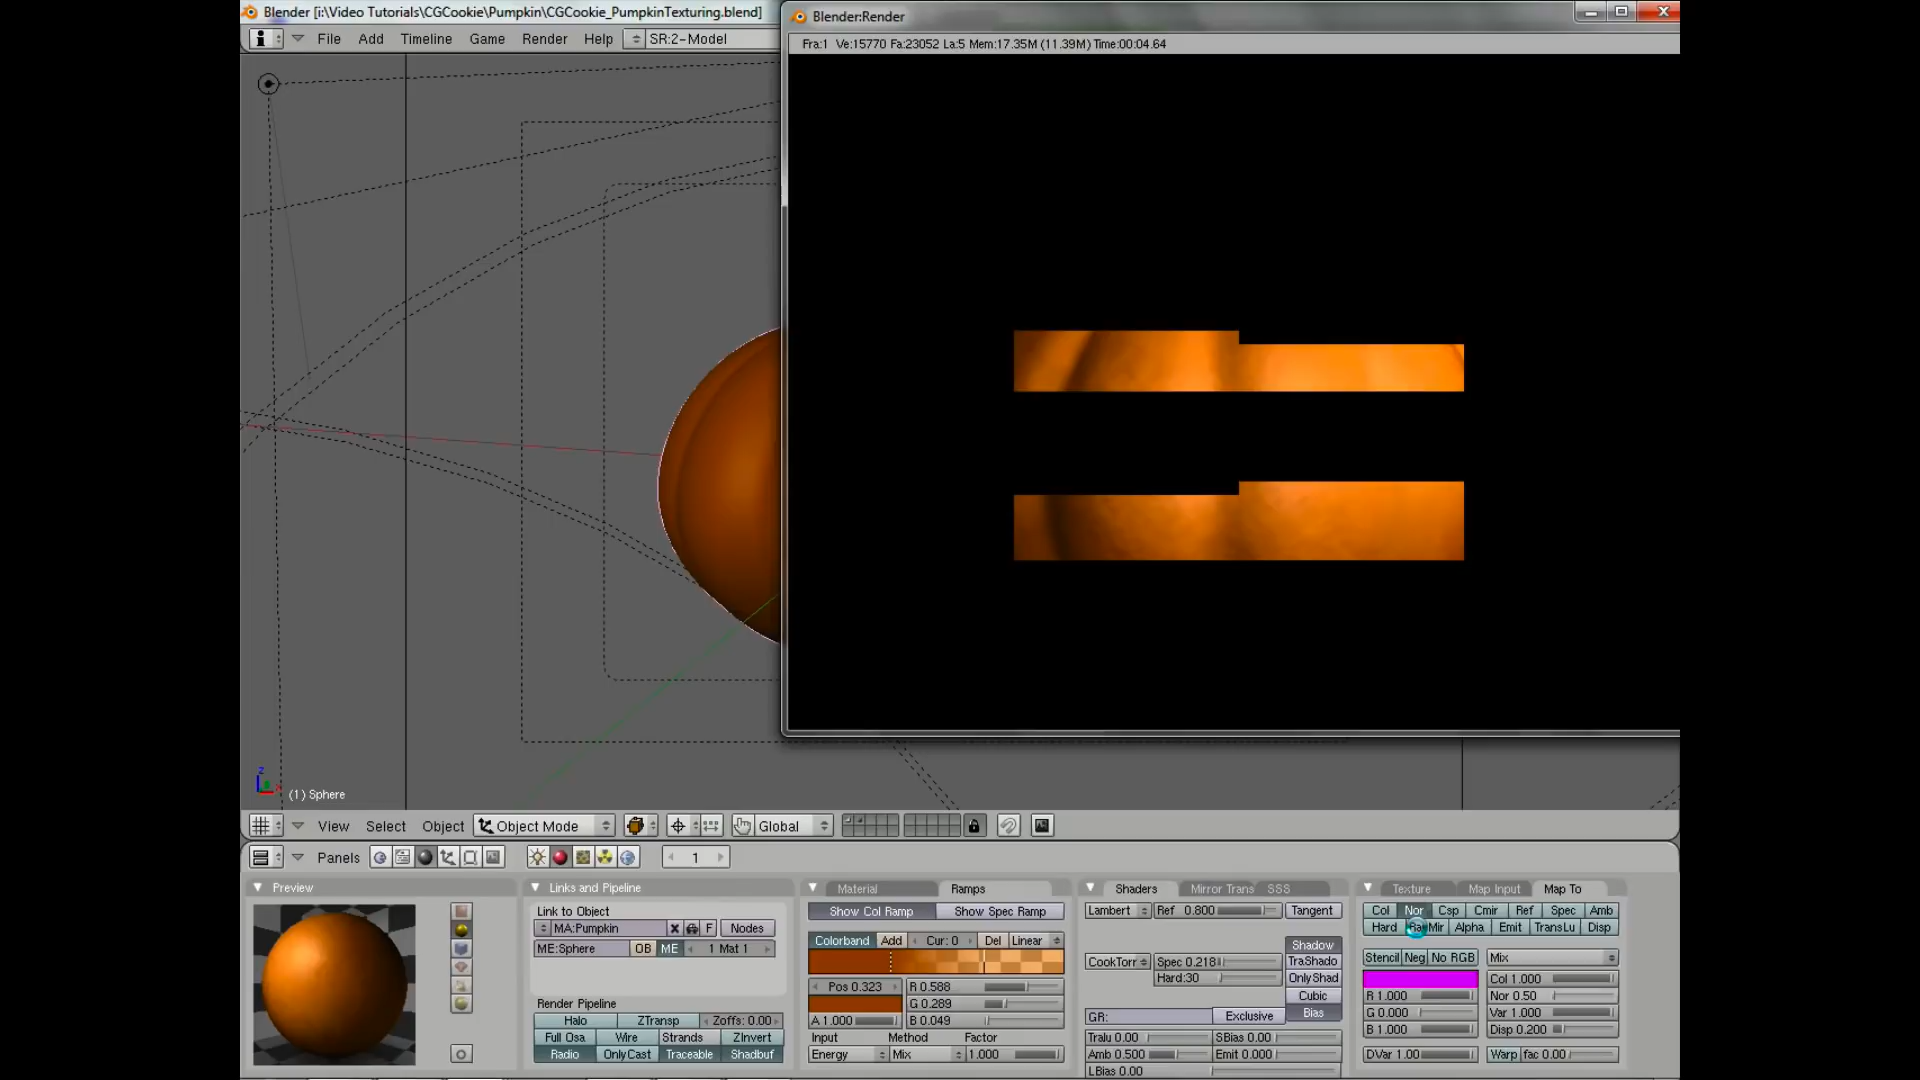 Blender [i:\Video Tutorials\CGCookie\Pumpkin\CGCookie_PumpkinTexturing.blend]
Blender:Render
File Add Timeline Game Render Help SR:2-Model
Fra:1 Ve:15770 Fa:23052 La:5 Mem:17.35M (11.39M) Time:00:04.64
z
(1) Sphere
View Select Object Object Mode Global
Panels 1
Preview
Links and Pipeline
Link to Object
MA:Pumpkin F Nodes
ME:Sphere OB ME 1 Mat 1
Render Pipeline
Halo ZTransp Zoffs: 0.00
Full Osa Wire Strands ZInvert
Radio OnlyCast Traceable Shadbuf
Material Ramps
Show Col Ramp Show Spec Ramp
Colorband Add Cur: 0 Del Linear
Pos 0.323 R 0.588
G 0.289
A 1.000 B 0.049
Input Method Factor
Energy Mix 1.000
Shaders Mirror Trans SSS
Lambert Ref 0.800 Tangent
Shadow
CookTorr Spec 0.218 TraShado
Hard:30 OnlyShad
Cubic
GR: Exclusive Bias
Tralu 0.00 SBias 0.00
Amb 0.500 Emit 0.000
LBias 0.00
Texture Map Input Map To
Col Nor Csp Cmir Ref Spec Amb
Hard Mir Alpha Emit TransLu Disp
Stencil Neg No RGB Mix
Col 1.000
R 1.000 Nor 0.50
G 0.000 Var 1.000
B 1.000 Disp 0.200
DVar 1.00 Warp fac 0.00